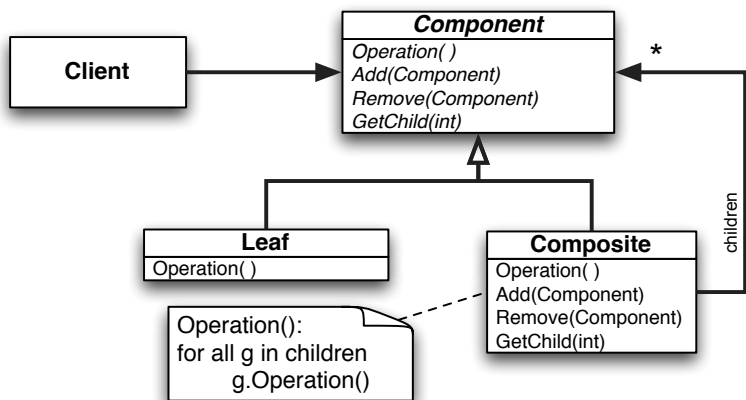 Component
Operation( )
Add(Component)
Remove(Component)
GetChild(int)
Client
*
children
Leaf
Operation( )
Composite
Operation( )
Add(Component)
Remove(Component)
GetChild(int)
Operation():
for all g in children
g.Operation()